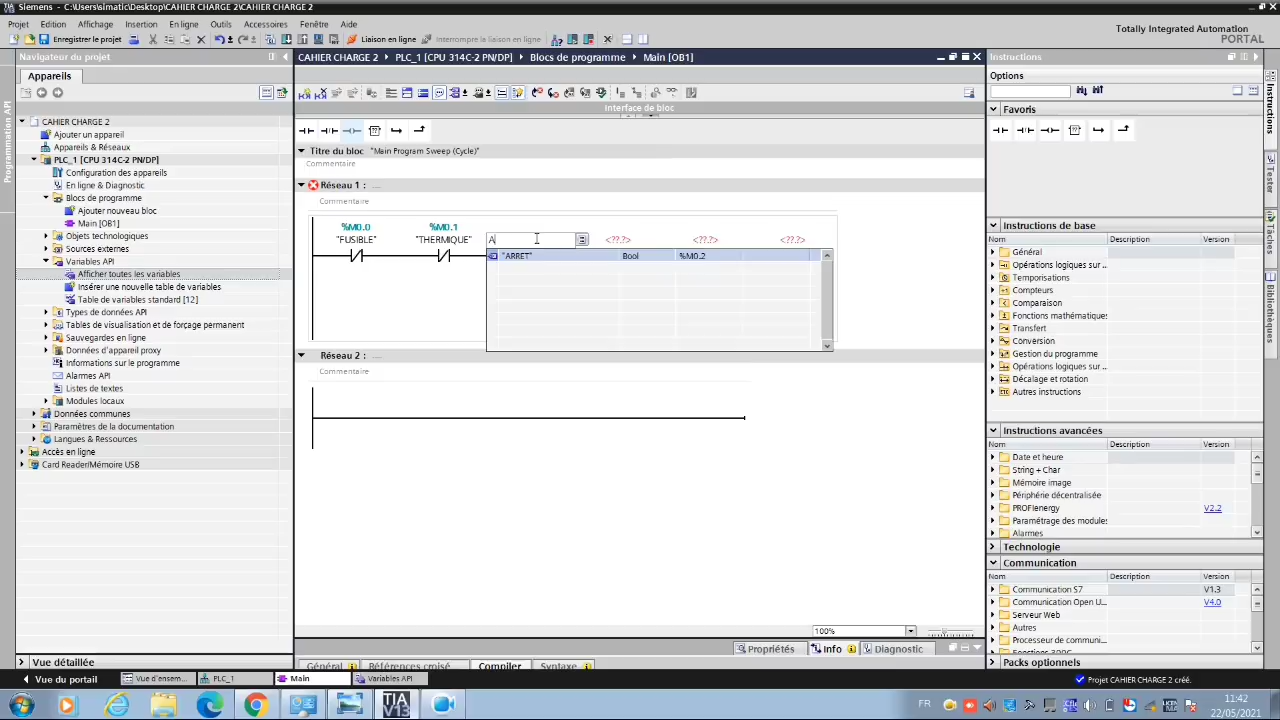 Siemens - C:\Users\simatic\Desktop\CAHIER CHARGE 2\CAHIER CHARGE 2
Projet Edition Affichage Insertion En ligne Outils Accessoires Fenêtre Aide
Totally Integrated Automation
PORTAL
Enregistrer le projet
Liaison en ligne
Interrompre la liaison en ligne
Navigateur du projet
CAHIER CHARGE 2 PLC_1 [CPU 314C-2 PN/DP] Blocs de programme Main [OB1]
Instructions
Appareils
Options
Programmation API
Interface de bloc
Favoris
CAHIER CHARGE 2
Ajouter un appareil
Appareils & Réseaux
PLC_1 [CPU 314C-2 PN/DP]
Configuration des appareils
En ligne & Diagnostic
Blocs de programme
Ajouter nouveau bloc
Main [OB1]
Objets technologiques
Sources externes
Variables API
Afficher toutes les variables
Insérer une nouvelle table de variables
Table de variables standard [12]
Types de données API
Tables de visualisation et de forçage permanent
Sauvegardes en ligne
Données d'appareil proxy
Informations sur le programme
Alarmes API
Listes de textes
Modules locaux
Données communes
Paramètres de la documentation
Langues & Ressources
Accès en ligne
Card Reader/Mémoire USB
Vue détaillée
Titre du bloc "Main Program Sweep (Cycle)"
Commentaire
Réseau 1 : ....
Commentaire
%M0.0 %M0.1
"FUSIBLE" "THERMIQUE" A <??.?> <??.?> <??.?>
"ARRET" Bool %M0.2
Réseau 2 : ....
Commentaire
100%
Propriétés Info Diagnostic
Général Références croisé... Compiler Syntaxe
Instructions de base
Nom Description
Général
Opérations logiques sur ...
Temporisations
Compteurs
Comparaison
Fonctions mathématiques
Transfert
Conversion
Gestion du programme
Opérations logiques sur ...
Décalage et rotation
Autres instructions
Instructions avancées
Nom Description Version
Date et heure
String + Char
Mémoire image
Périphérie décentralisée
PROFIenergy V2.2
Paramétrage des modules
Alarmes
Technologie
Communication
Nom Description Version
Communication S7 V1.3
Communication Open U... V4.0
Serveur Web
Autres
Processeur de communi...
Packs optionnels
Instructions
Tester
Tâches
Bibliothèques
Vue du portail
Vue d'ensem...
PLC_1
Main
Variables API
Projet CAHIER CHARGE 2 créé.
TIA
V13
FR
11:42
22/05/2021